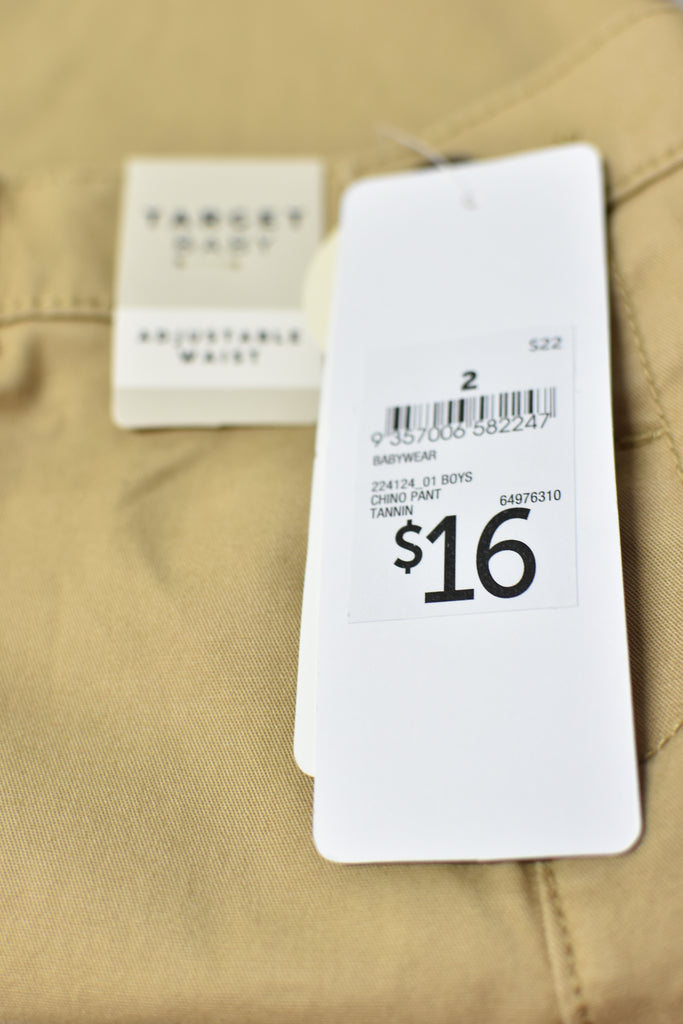 TARGET
BABY
ADJUSTABLE
WAIST
S22
2
9 357006 582247
BABYWEAR
224124_01 BOYS
CHINO PANT
TANNIN
64976310
$16